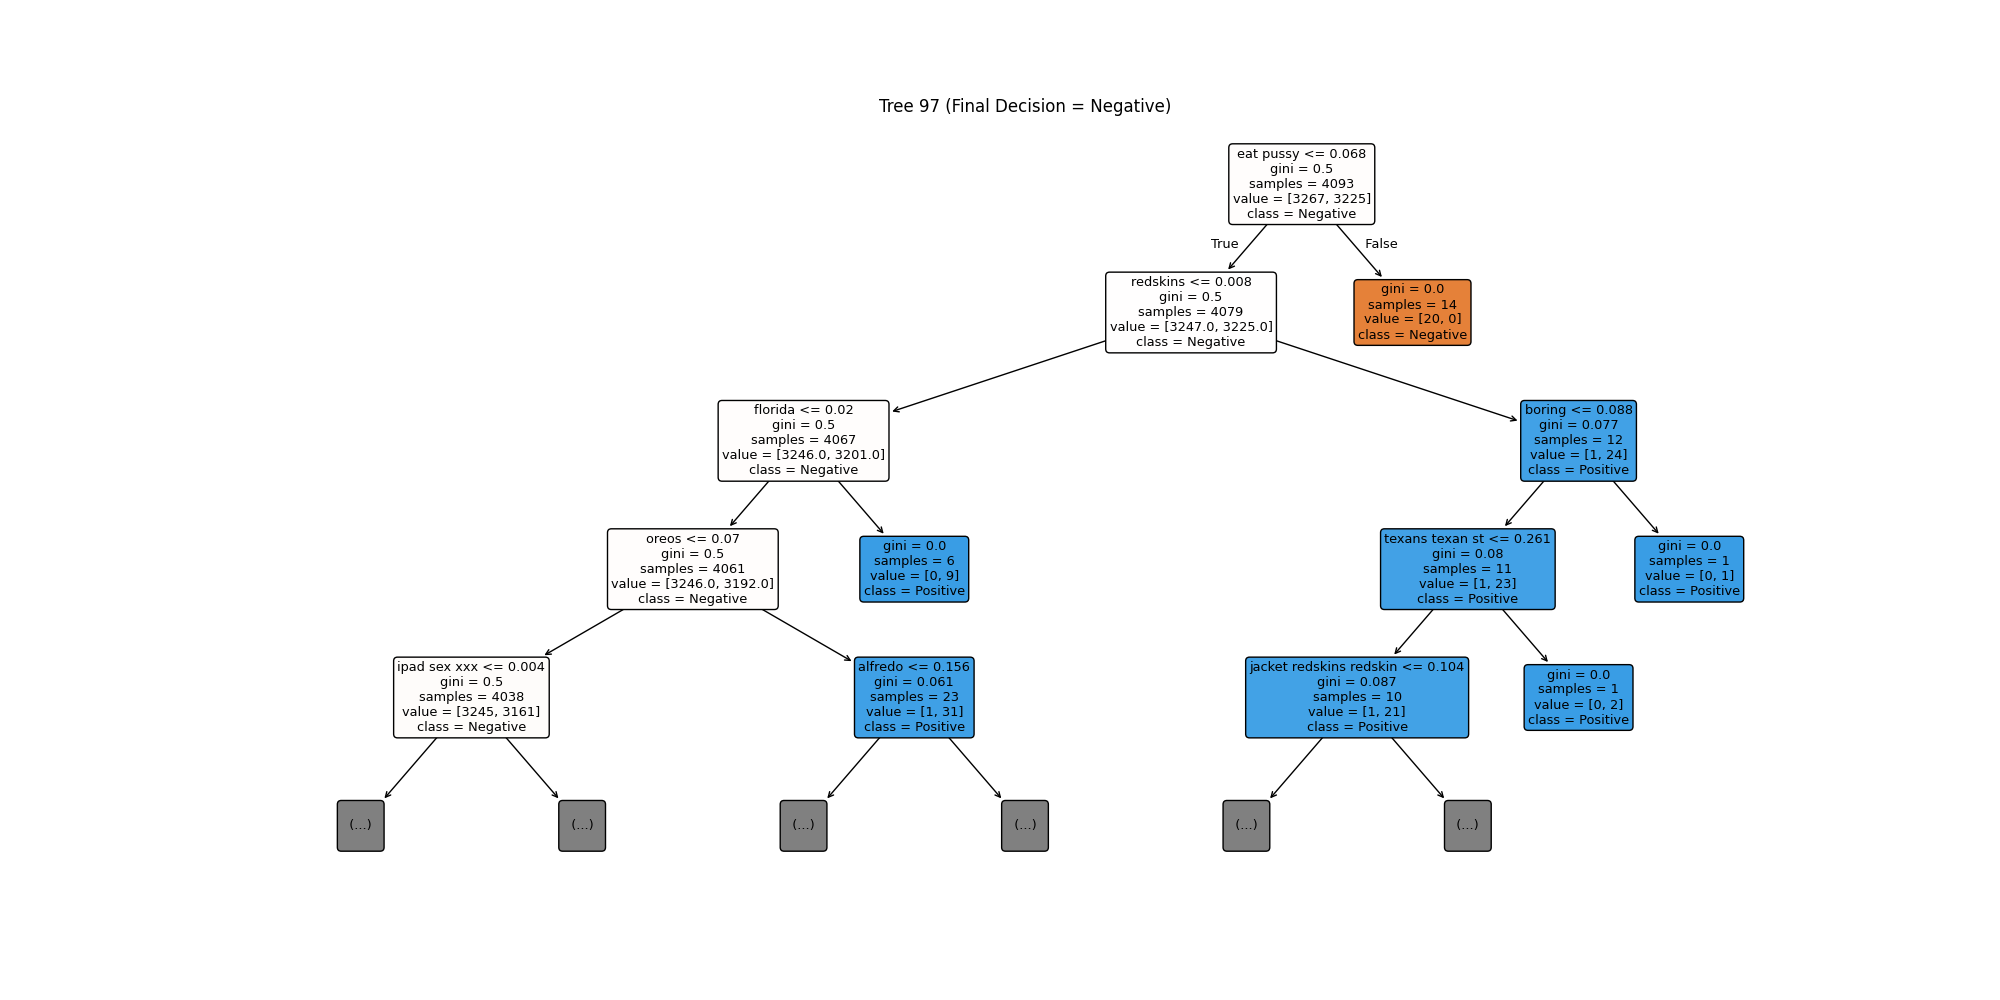 Tree 97 (Final Decision = Negative)
eat pussy <= 0.068
gini = 0.5
samples = 4093
value = [3267, 3225]
class = Negative
True
False
redskins <= 0.008
gini = 0.5
samples = 4079
value = [3247.0, 3225.0]
class = Negative
gini = 0.0
samples = 14
value = [20, 0]
class = Negative
florida <= 0.02
gini = 0.5
samples = 4067
value = [3246.0, 3201.0]
class = Negative
boring <= 0.088
gini = 0.077
samples = 12
value = [1, 24]
class = Positive
oreos <= 0.07
gini = 0.5
samples = 4061
value = [3246.0, 3192.0]
class = Negative
gini = 0.0
samples = 6
value = [0, 9]
class = Positive
texans texan st <= 0.261
gini = 0.08
samples = 11
value = [1, 23]
class = Positive
gini = 0.0
samples = 1
value = [0, 1]
class = Positive
ipad sex xxx <= 0.004
gini = 0.5
samples = 4038
value = [3245, 3161]
class = Negative
alfredo <= 0.156
gini = 0.061
samples = 23
value = [1, 31]
class = Positive
jacket redskins redskin <= 0.104
gini = 0.087
samples = 10
value = [1, 21]
class = Positive
gini = 0.0
samples = 1
value = [0, 2]
class = Positive
(...)
(...)
(...)
(...)
(...)
(...)